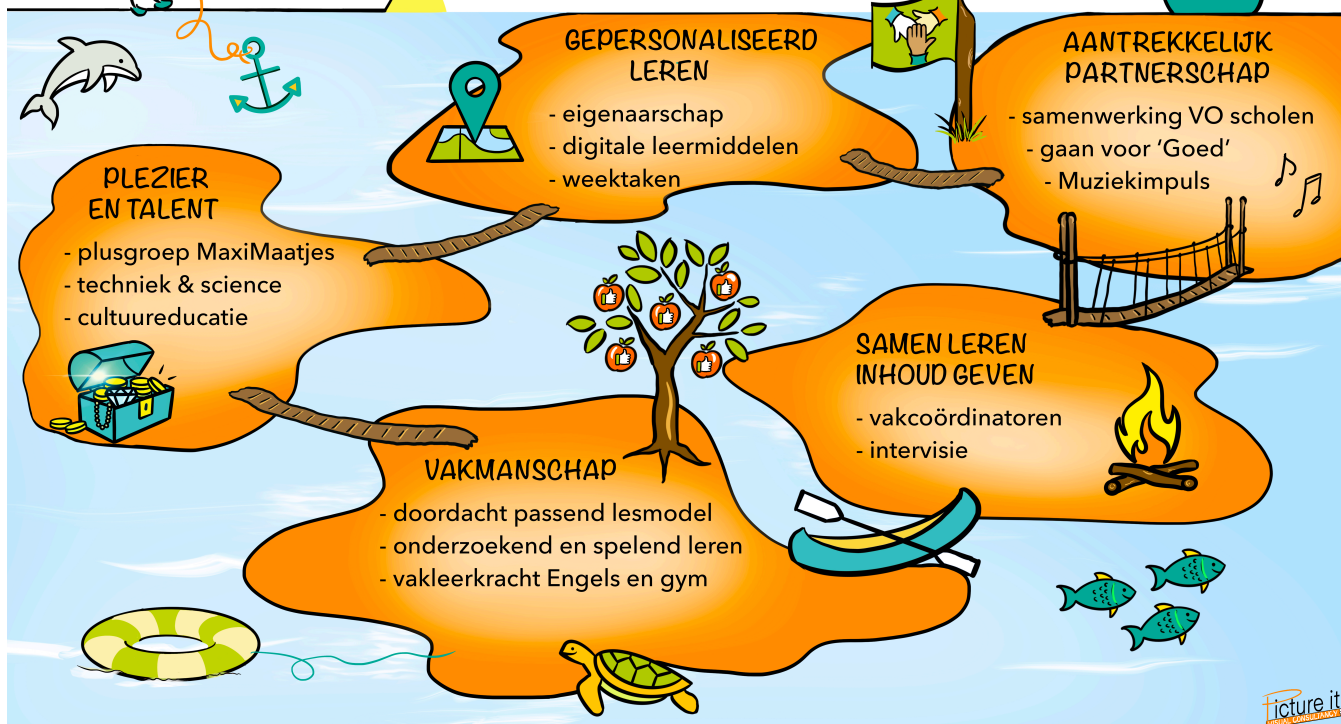 GEPERSONALISEERD
LEREN
- eigenaarschap
- digitale leermiddelen
- weektaken
AANTREKKELIJK
PARTNERSCHAP
- samenwerking VO scholen
- gaan voor ‘Goed’
- Muziekimpuls
PLEZIER
EN TALENT
- plusgroep MaxiMaatjes
- techniek & science
- cultuureducatie
SAMEN LEREN
INHOUD GEVEN
- vakcoördinatoren
- intervisie
VAKMANSCHAP
- doordacht passend lesmodel
- onderzoekend en spelend leren
- vakleerkracht Engels en gym
Picture it
VISUAL CONSULTANCY